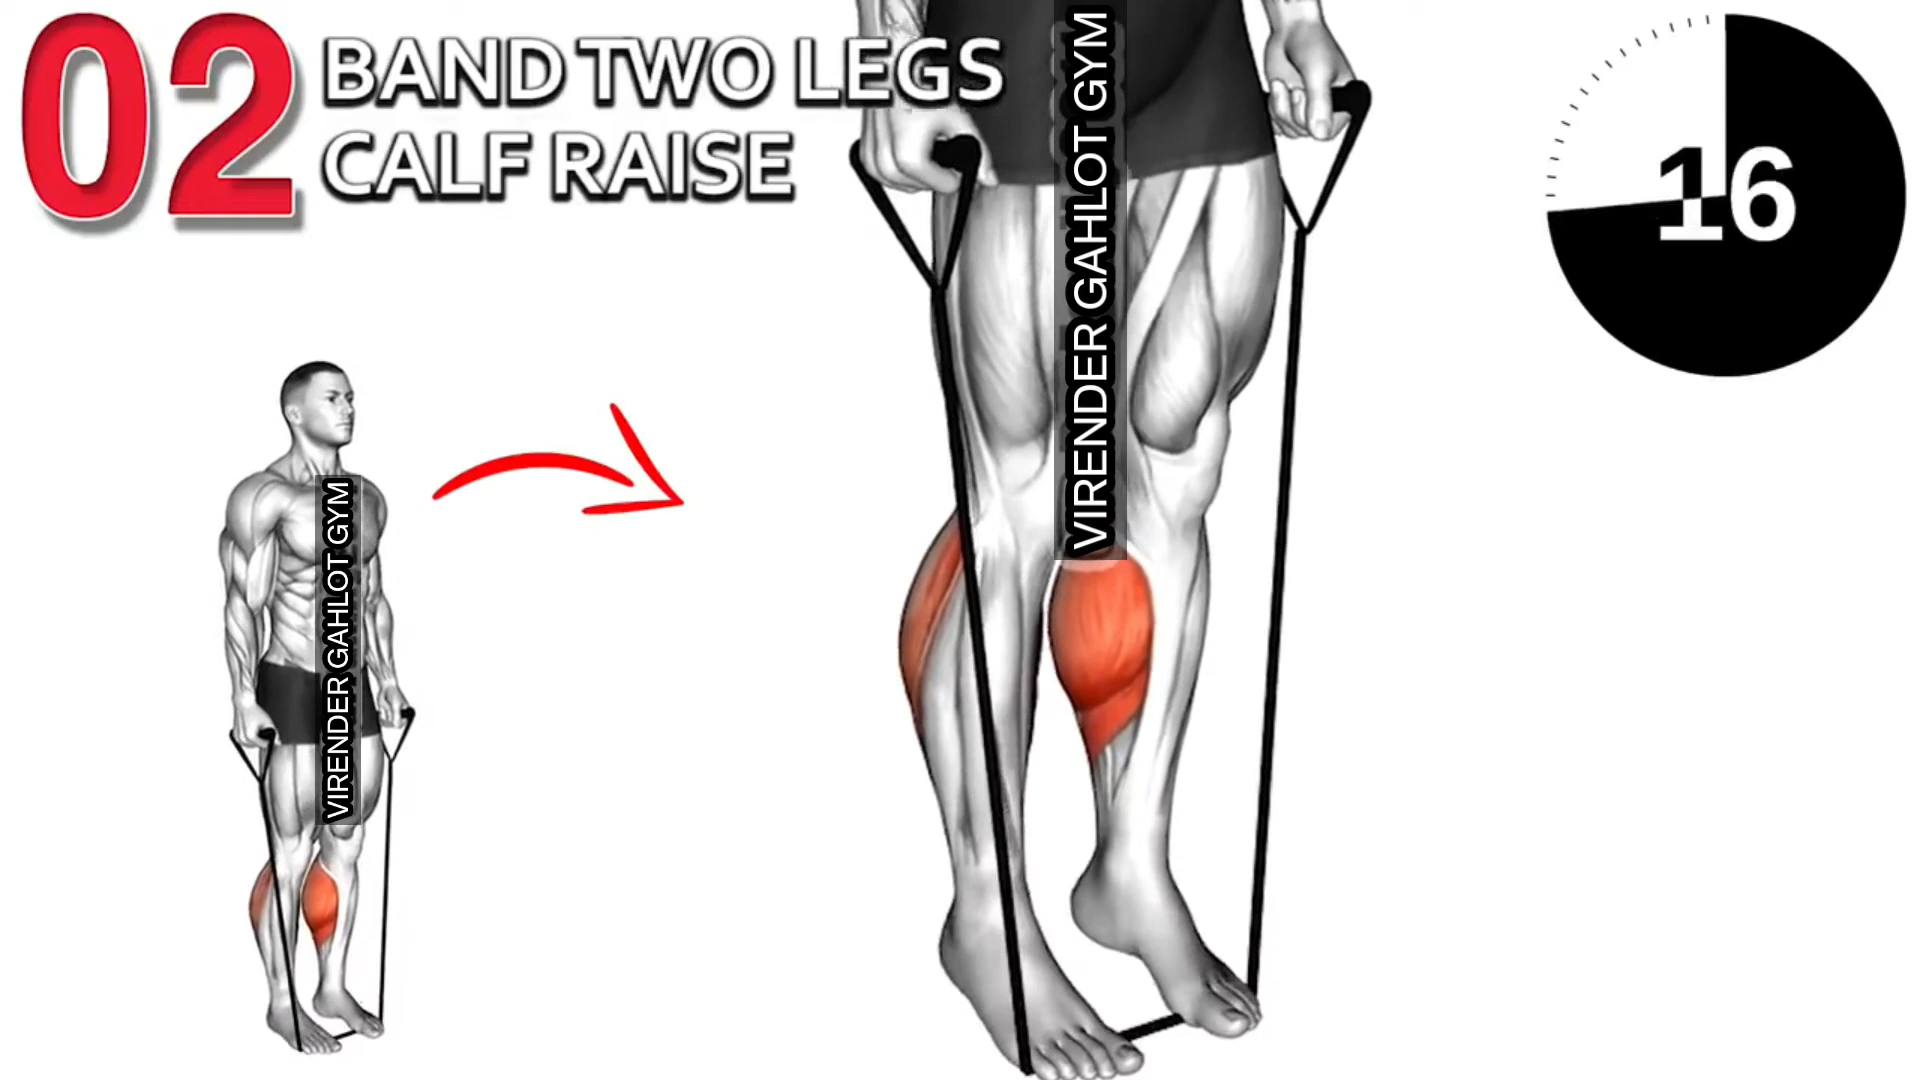 02
BAND TWO LEGS
CALF RAISE
16
VIRENDER GAHLOT GYM
VIRENDER GAHLOT GYM